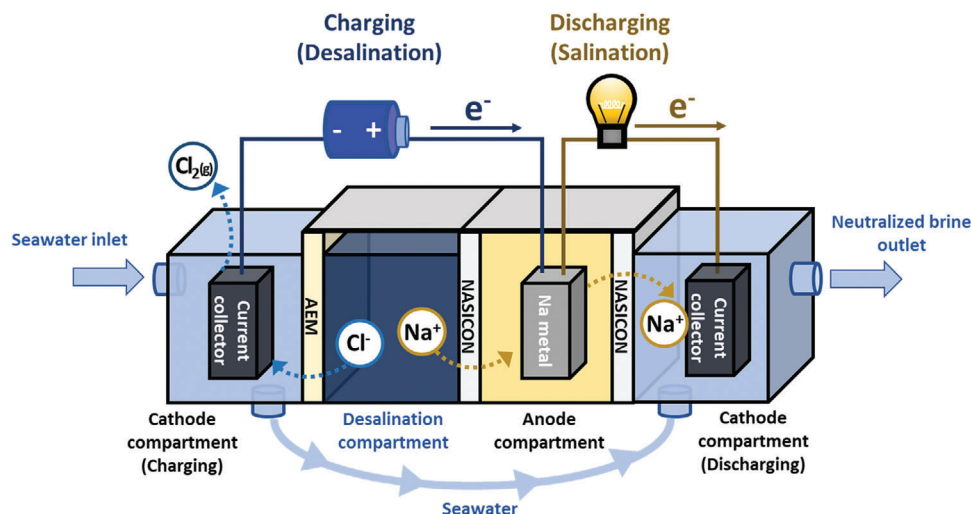 Charging
(Desalination)
Discharging
(Salination)
e⁻
e⁻
- +
Cl₂(g)
Seawater inlet
Neutralized brine
outlet
Current
collector
AEM
Cl⁻
Na⁺
NASICON
Na metal
NASICON
Na⁺
Current
collector
Cathode
compartment
(Charging)
Desalination
compartment
Anode
compartment
Cathode
compartment
(Discharging)
Seawater